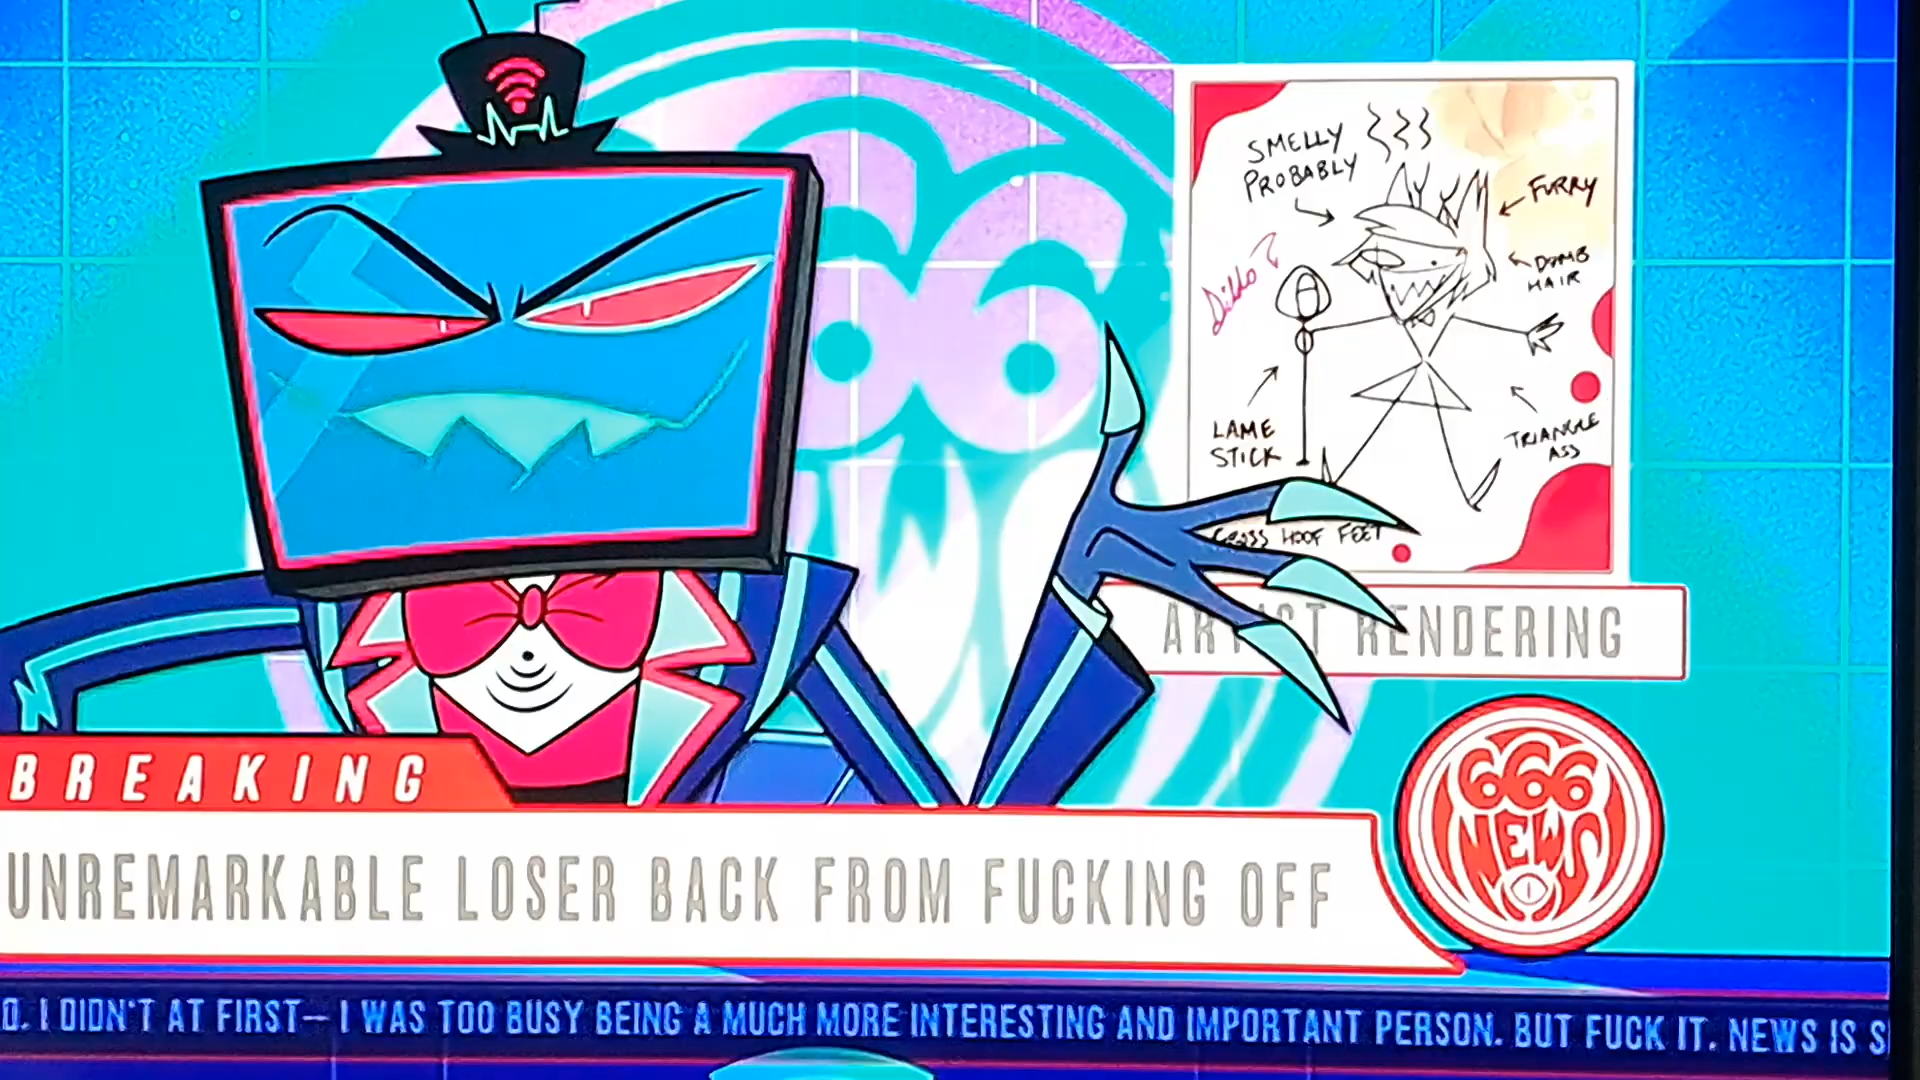 SMELLY
PROBABLY
FURRY
DUMB
HAIR
Dildo ?
LAME
STICK
TRIANGLE
ASS
GROSS HOOF FEET
ARTIST RENDERING
BREAKING
666
NEWS
UNREMARKABLE LOSER BACK FROM FUCKING OFF
I DIDN'T AT FIRST— I WAS TOO BUSY BEING A MUCH MORE INTERESTING AND IMPORTANT PERSON. BUT FUCK IT. NEWS IS